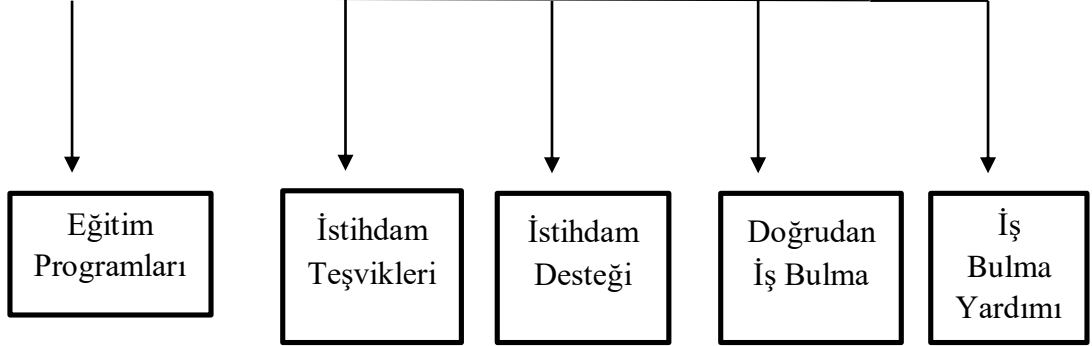 Eğitim
Programları
İstihdam
Teşvikleri
İstihdam
Desteği
Doğrudan
İş Bulma
İş
Bulma
Yardımı